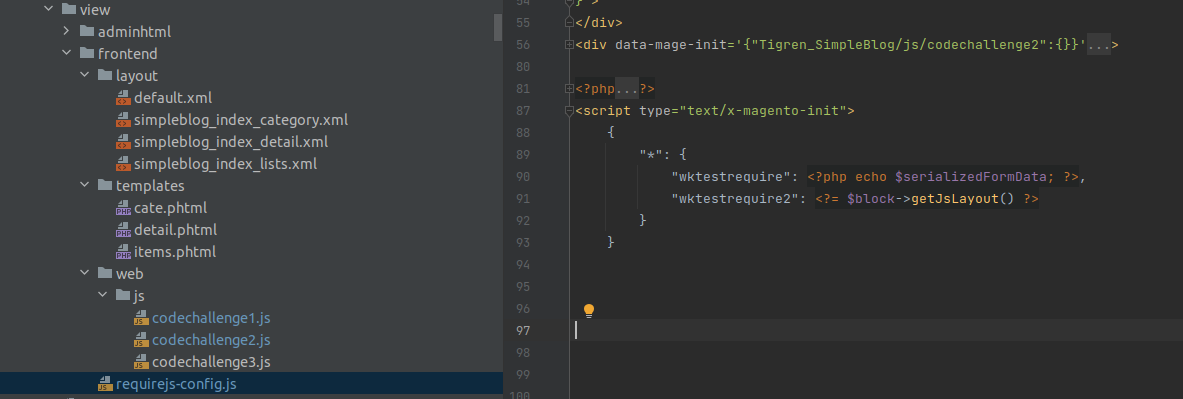 view
adminhtml
frontend
layout
default.xml
simpleblog_index_category.xml
simpleblog_index_detail.xml
simpleblog_index_lists.xml
templates
cate.phtml
detail.phtml
items.phtml
web
js
codechallenge1.js
codechallenge2.js
codechallenge3.js
requirejs-config.js
54 }">
55 </div>
56 <div data-mage-init='{"Tigren_SimpleBlog/js/codechallenge2":{}}'...>
80
81 <?php...?>
87 <script type="text/x-magento-init">
88 {
89 "*": {
90 "wktestrequire": <?php echo $serializedFormData; ?>,
91 "wktestrequire2": <?= $block->getJsLayout() ?>
92 }
93 }
94
95
96
97
98
99
100